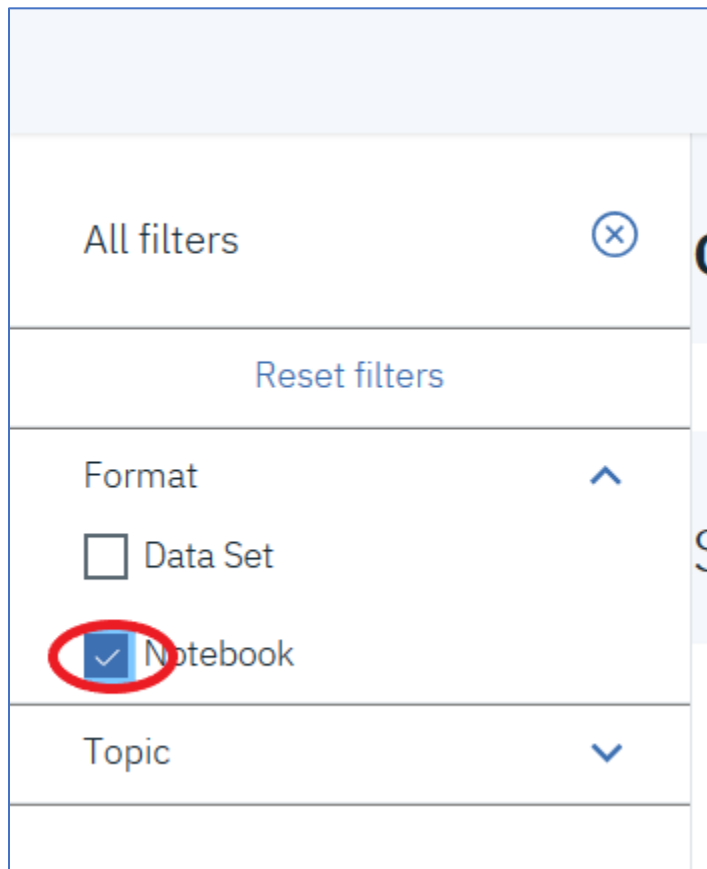 All filters
Reset filters
Format
Data Set
Notebook
Topic